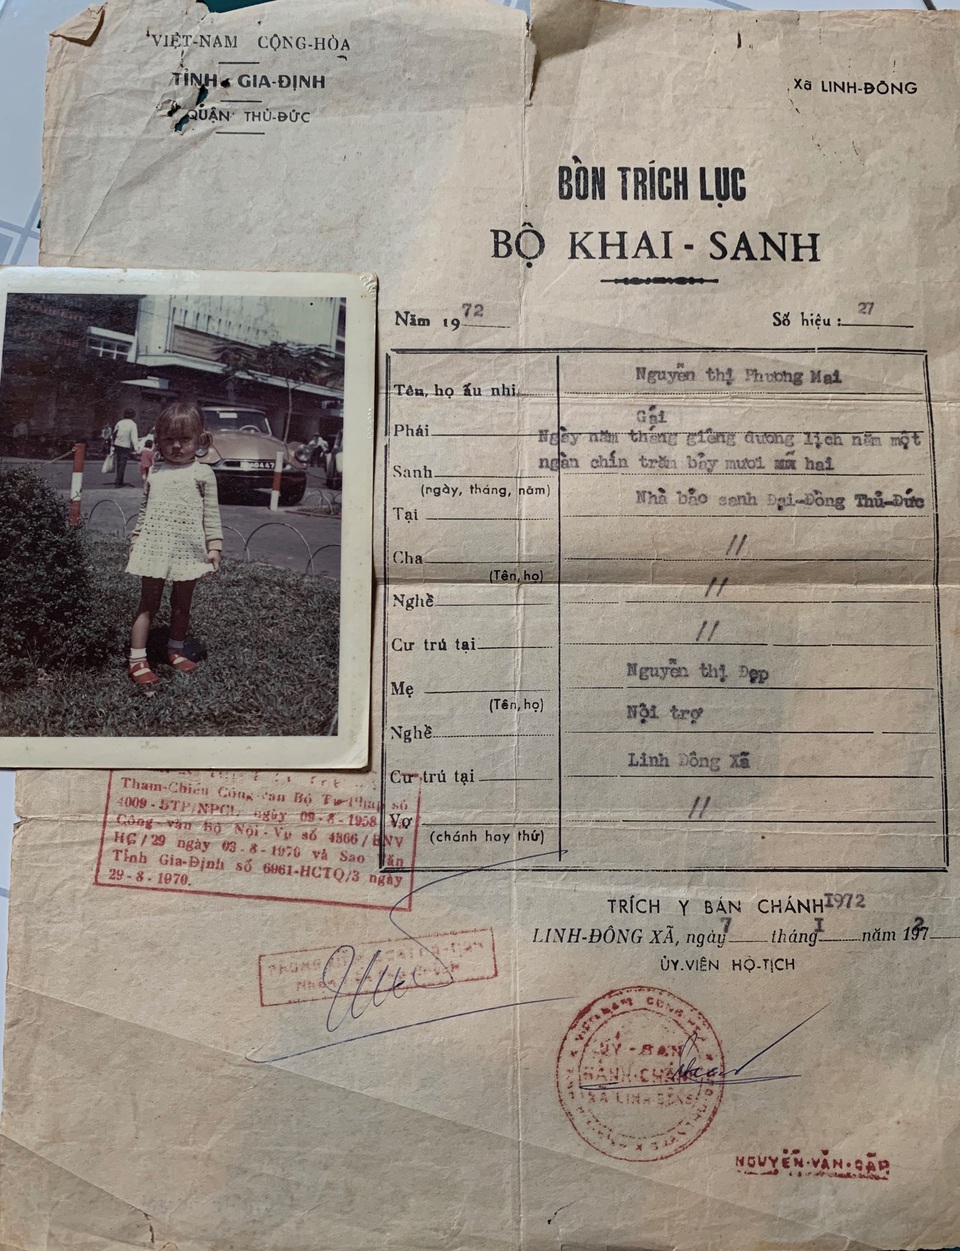 VIỆT-NAM CỘNG-HÒA
TỈNH GIA-ĐỊNH
QUẬN THỦ-ĐỨC
Xã LINH-ĐÔNG
BỒN TRÍCH LỤC
BỘ KHAI-SANH
Năm 1972
Số hiệu: 27
Tên, họ ấu nhi Nguyễn thị Phương Mai
Phái Gái
Sanh Ngày năm tháng giêng dương lịch năm một
(ngày, tháng, năm) ngàn chín trăm bảy mươi hai
Tại Nhà bảo sanh Đại-Đồng Thủ-Đức
Cha //
(Tên, họ)
Nghề //
Cư trú tại //
Mẹ Nguyễn thị Đẹp
(Tên, họ)
Nghề Nội trợ
Cư trú tại Linh Đông Xã
Vợ //
(chánh hay thứ)
Tham-Chiếu Công-văn Bộ Tư-Pháp số
4009-BTP/NPCL ngày 09-8-1958
Công-văn bộ Nội-Vụ số 4366/BNV
HC/29 ngày 03-8-1970 và Sao Văn
Tỉnh Gia-Định số 6961-HCTQ/3 ngày
29-8-1970.
TRÍCH Y BẢN CHÁNH 1972
LINH-ĐÔNG XÃ, ngày 7 tháng I năm 1972
ỦY.VIÊN HỘ-TỊCH
VIETNAM CỘNG HÒA
ỦY-BAN
HÀNH-CHÁNH
XÃ LINH-ĐÔNG
NGUYỄN-VĂN-CẤP